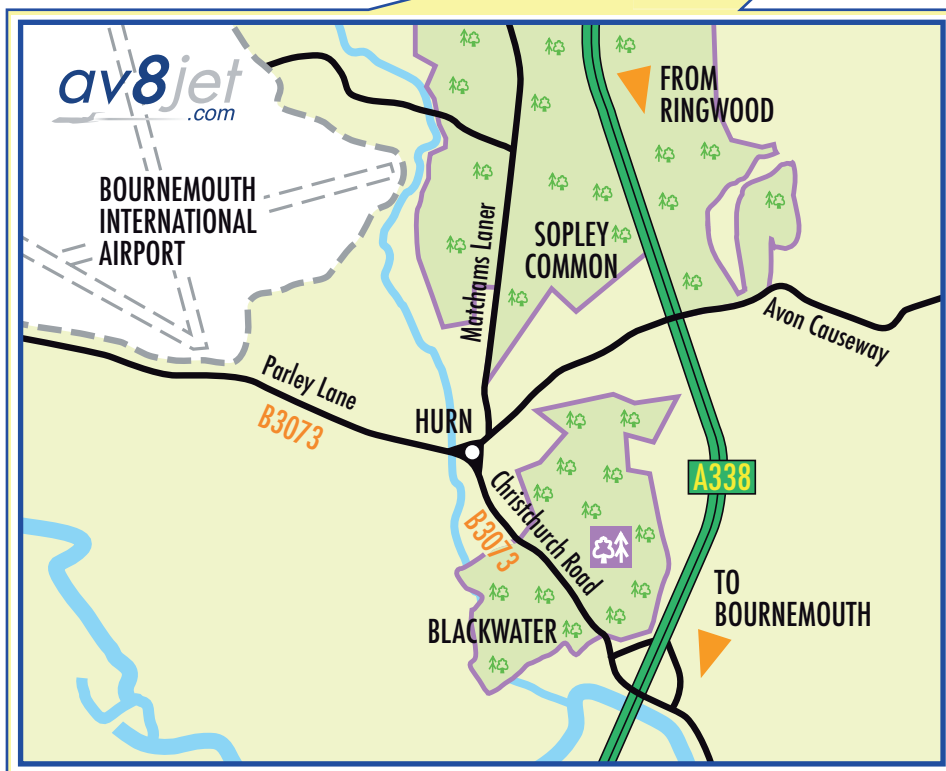 av8jet
.com
FROM
RINGWOOD
BOURNEMOUTH
INTERNATIONAL
AIRPORT
Matchams Laner
SOPLEY
COMMON
Avon Causeway
Parley Lane
B3073
HURN
A338
Christchurch Road
B3073
TO
BOURNEMOUTH
BLACKWATER